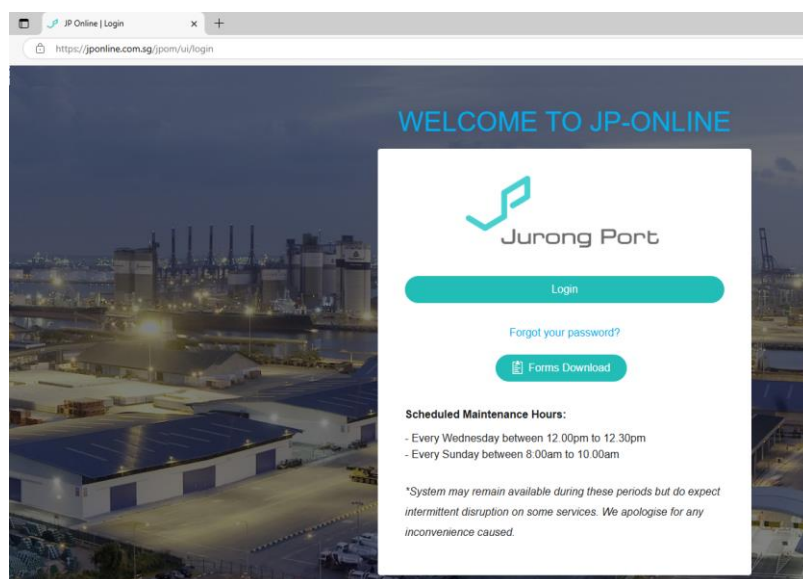 JP Online | Login
https://jponline.com.sg/jpom/ui/login
WELCOME TO JP-ONLINE
Jurong Port
Login
Forgot your password?
Forms Download
Scheduled Maintenance Hours:
- Every Wednesday between 12.00pm to 12.30pm
- Every Sunday between 8:00am to 10.00am
*System may remain available during these periods but do expect
intermittent disruption on some services. We apologise for any
inconvenience caused.